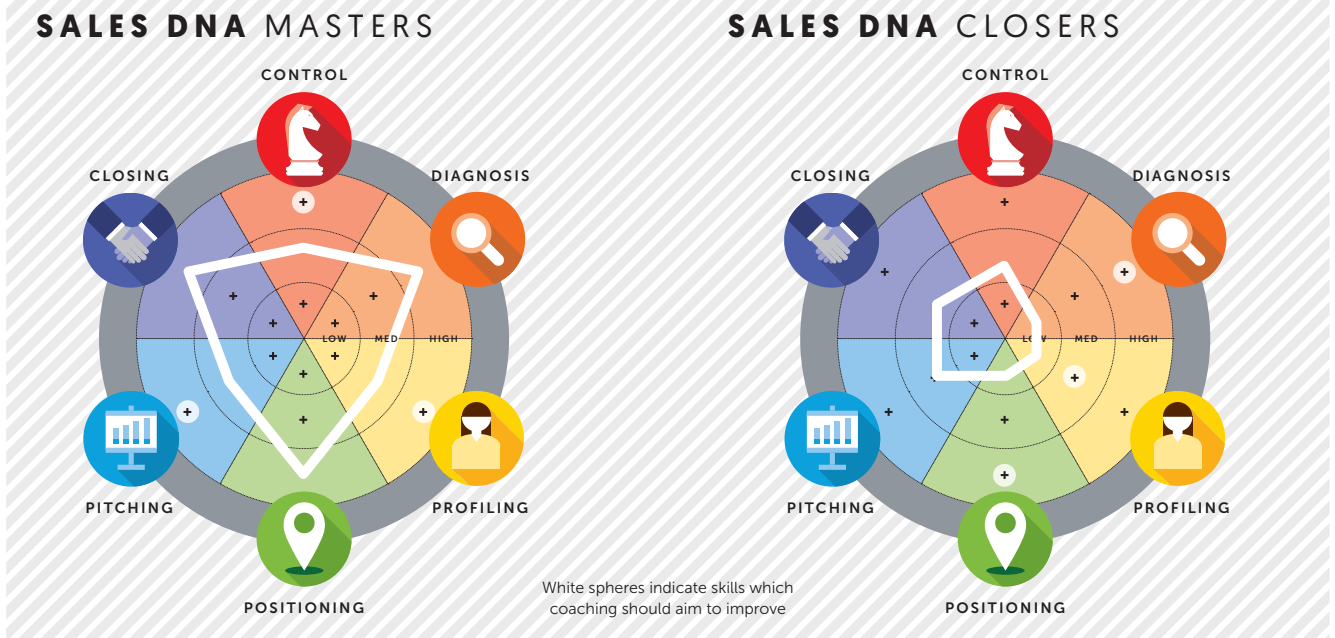 SALES DNA MASTERS
CONTROL
CLOSING
DIAGNOSIS
+
+
+
+
+
+
LOW
MED
HIGH
+
+
+
+
+
+
PITCHING
PROFILING
POSITIONING
SALES DNA CLOSERS
CONTROL
CLOSING
DIAGNOSIS
+
+
+
+
+
+
LOW
MED
HIGH
+
+
+
+
+
+
PITCHING
PROFILING
POSITIONING
White spheres indicate skills which
coaching should aim to improve